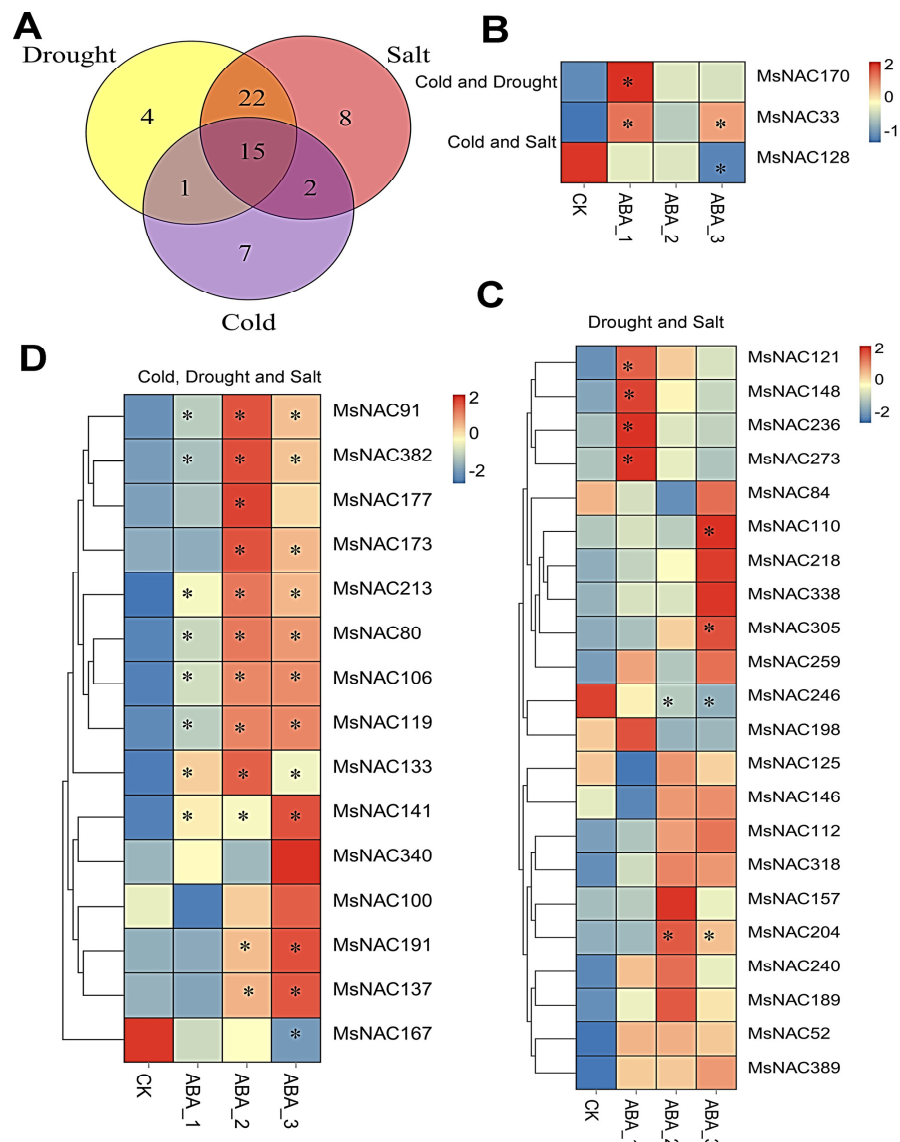 A
Drought
Salt
4
22
8
15
1
2
7
Cold
B
Cold and Drought
Cold and Salt
MsNAC170
MsNAC33
MsNAC128
*
* *
*
2
0
-1
CK ABA_1 ABA_2 ABA_3
C
Drought and Salt
MsNAC121
MsNAC148
MsNAC236
MsNAC273
MsNAC84
MsNAC110
MsNAC218
MsNAC338
MsNAC305
MsNAC259
MsNAC246
MsNAC198
MsNAC125
MsNAC146
MsNAC112
MsNAC318
MsNAC157
MsNAC204
MsNAC240
MsNAC189
MsNAC52
MsNAC389
*
*
*
*
*
*
* *
* *
2
0
-2
CK
D
Cold, Drought and Salt
MsNAC91
MsNAC382
MsNAC177
MsNAC173
MsNAC213
MsNAC80
MsNAC106
MsNAC119
MsNAC133
MsNAC141
MsNAC340
MsNAC100
MsNAC191
MsNAC137
MsNAC167
* * *
* * *
*
* *
* * *
* * *
* * *
* * *
* * *
* * *
* *
* *
*
2
0
-2
CK ABA_1 ABA_2 ABA_3